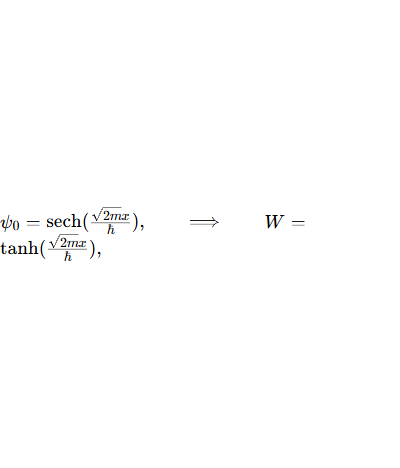 ψ₀ = sech(√2mx/ħ), ⟹ W =
tanh(√2mx/ħ),